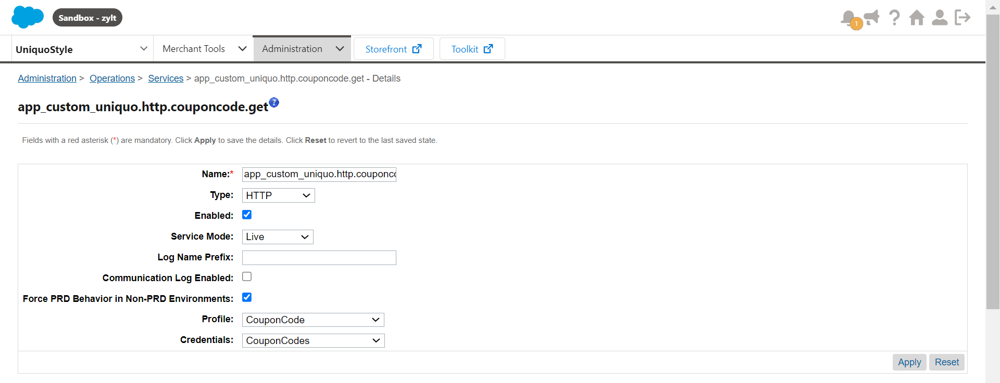 Sandbox - zylt
1
UniquoStyle
Merchant Tools
Administration
Storefront
Toolkit
Administration > Operations > Services > app_custom_uniquo.http.couponcode.get - Details
app_custom_uniquo.http.couponcode.get
Fields with a red asterisk (*) are mandatory. Click Apply to save the details. Click Reset to revert to the last saved state.
Name:* app_custom_uniquo.http.couponc
Type: HTTP
Enabled:
Service Mode: Live
Log Name Prefix:
Communication Log Enabled:
Force PRD Behavior in Non-PRD Environments:
Profile: CouponCode
Credentials: CouponCodes
Apply Reset